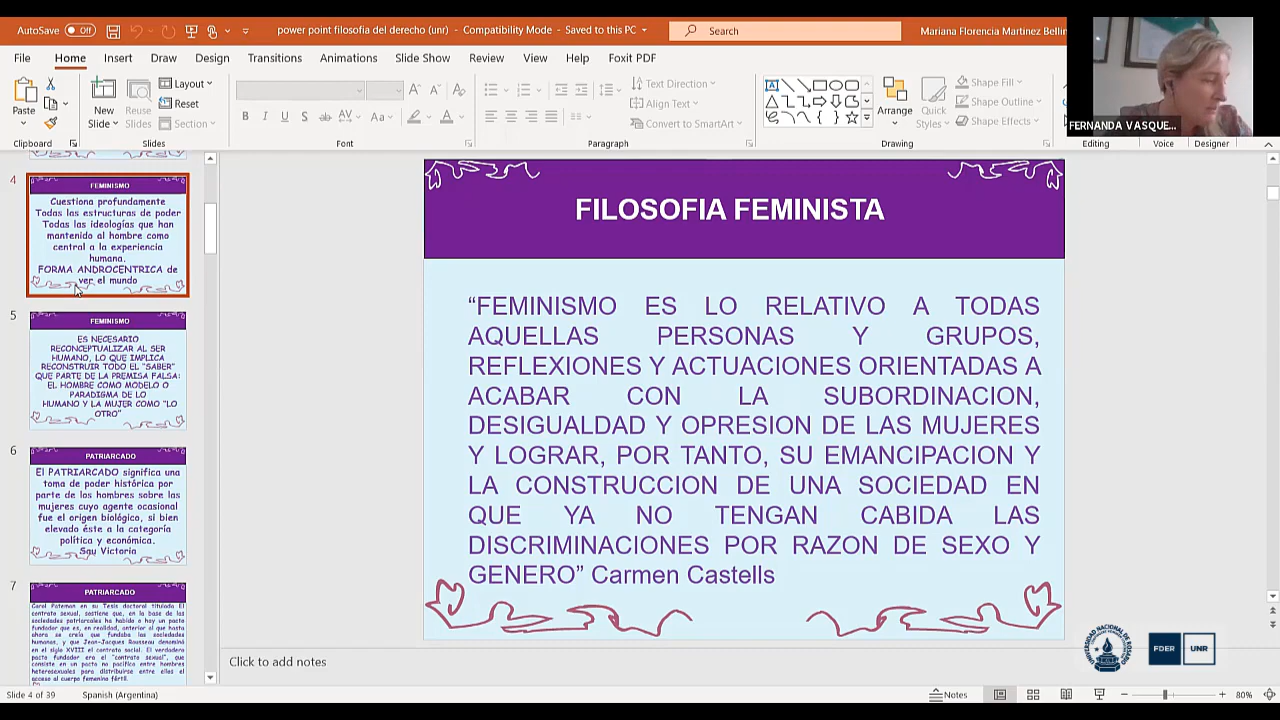 AutoSave Off
power point filosofia del derecho (unr) - Compatibility Mode - Saved to this PC
Search
Mariana Florencia Martinez Bellin
File Home Insert Draw Design Transitions Animations Slide Show Review View Help Foxit PDF
Paste
New Slide
Reuse Slides
Layout
Reset
Section
Text Direction
Align Text
Convert to SmartArt
Arrange
Quick Styles
Shape Fill
Shape Outline
Shape Effects
FERNANDA VASQUE...
Clipboard Slides Font Paragraph Drawing Editing Voice Designer
4
FEMINISMO
Cuestiona profundamente
Todas las estructuras de poder
Todas las ideologías que han
mantenido al hombre como
central a la experiencia
humana.
FORMA ANDROCENTRICA de
ver el mundo
5
FEMINISMO
ES NECESARIO
RECONCEPTUALIZAR AL SER
HUMANO, LO QUE IMPLICA
RECONSTRUIR TODO EL "SABER"
QUE PARTE DE LA PREMISA FALSA:
EL HOMBRE COMO MODELO O
PARADIGMA DE LO
HUMANO Y LA MUJER COMO "LO
OTRO"
6
PATRIARCADO
El PATRIARCADO significa una
toma de poder histórica por
parte de los hombres sobre las
mujeres cuyo agente ocasional
fue el origen biológico, si bien
elevado éste a la categoría
política y económica.
Sau Victoria
7
PATRIARCADO
Carol Pateman en su Tesis doctoral titulada El
contrato sexual, sostiene que, en la base de las
sociedades patriarcales ha habido e hay un pacto
fundador que es, en realidad, anterior al que hasta
ahora se creía que fundaba las sociedades
humanas, y que Jean-Jacques Rousseau denominó
en el siglo XVIII el contrato social. El verdadero
pacto fundador era el "contrato sexual", que
consiste en un pacto no pacífico entre hombres
heterosexuales para distribuirse entre ellos el
acceso al cuerpo femenino fértil.
FILOSOFIA FEMINISTA
“FEMINISMO ES LO RELATIVO A TODAS
AQUELLAS PERSONAS Y GRUPOS,
REFLEXIONES Y ACTUACIONES ORIENTADAS A
ACABAR CON LA SUBORDINACION,
DESIGUALDAD Y OPRESION DE LAS MUJERES
Y LOGRAR, POR TANTO, SU EMANCIPACION Y
LA CONSTRUCCION DE UNA SOCIEDAD EN
QUE YA NO TENGAN CABIDA LAS
DISCRIMINACIONES POR RAZON DE SEXO Y
GENERO” Carmen Castells
FDER UNR
Click to add notes
Slide 4 of 39 Spanish (Argentina) Notes 80%